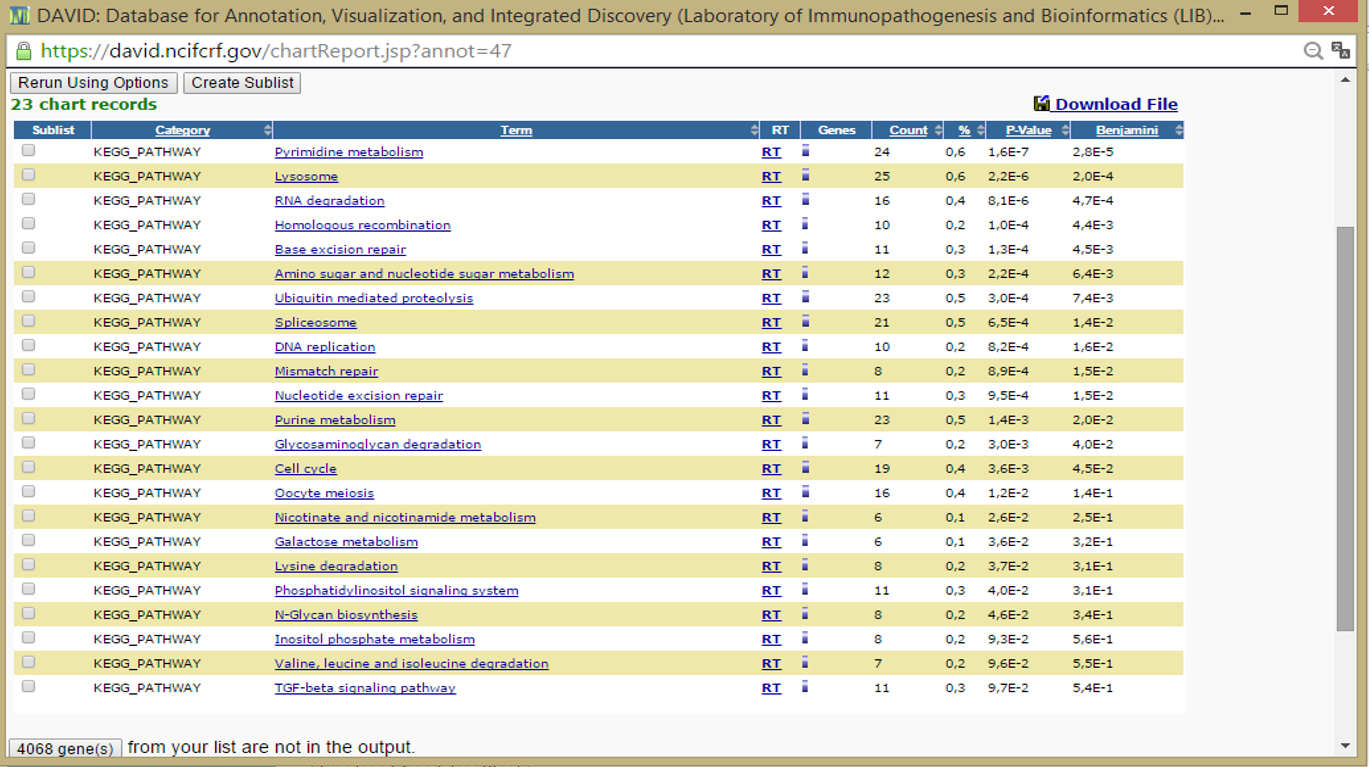 DAVID: Database for Annotation, Visualization, and Integrated Discovery (Laboratory of Immunopathogenesis and Bioinformatics (LIB)...
https://david.ncifcrf.gov/chartReport.jsp?annot=47
Rerun Using Options Create Sublist
23 chart records Download File
Sublist Category Term RT Genes Count % P-Value Benjamini
KEGG_PATHWAY Pyrimidine metabolism RT 24 0,6 1,6E-7 2,8E-5
KEGG_PATHWAY Lysosome RT 25 0,6 2,2E-6 2,0E-4
KEGG_PATHWAY RNA degradation RT 16 0,4 8,1E-6 4,7E-4
KEGG_PATHWAY Homologous recombination RT 10 0,2 1,0E-4 4,4E-3
KEGG_PATHWAY Base excision repair RT 11 0,3 1,3E-4 4,5E-3
KEGG_PATHWAY Amino sugar and nucleotide sugar metabolism RT 12 0,3 2,2E-4 6,4E-3
KEGG_PATHWAY Ubiquitin mediated proteolysis RT 23 0,5 3,0E-4 7,4E-3
KEGG_PATHWAY Spliceosome RT 21 0,5 6,5E-4 1,4E-2
KEGG_PATHWAY DNA replication RT 10 0,2 8,2E-4 1,6E-2
KEGG_PATHWAY Mismatch repair RT 8 0,2 8,9E-4 1,5E-2
KEGG_PATHWAY Nucleotide excision repair RT 11 0,3 9,5E-4 1,5E-2
KEGG_PATHWAY Purine metabolism RT 23 0,5 1,4E-3 2,0E-2
KEGG_PATHWAY Glycosaminoglycan degradation RT 7 0,2 3,0E-3 4,0E-2
KEGG_PATHWAY Cell cycle RT 19 0,4 3,6E-3 4,5E-2
KEGG_PATHWAY Oocyte meiosis RT 16 0,4 1,2E-2 1,4E-1
KEGG_PATHWAY Nicotinate and nicotinamide metabolism RT 6 0,1 2,6E-2 2,5E-1
KEGG_PATHWAY Galactose metabolism RT 6 0,1 3,6E-2 3,2E-1
KEGG_PATHWAY Lysine degradation RT 8 0,2 3,7E-2 3,1E-1
KEGG_PATHWAY Phosphatidylinositol signaling system RT 11 0,3 4,0E-2 3,1E-1
KEGG_PATHWAY N-Glycan biosynthesis RT 8 0,2 4,6E-2 3,4E-1
KEGG_PATHWAY Inositol phosphate metabolism RT 8 0,2 9,3E-2 5,6E-1
KEGG_PATHWAY Valine, leucine and isoleucine degradation RT 7 0,2 9,6E-2 5,5E-1
KEGG_PATHWAY TGF-beta signaling pathway RT 11 0,3 9,7E-2 5,4E-1
4068 gene(s) from your list are not in the output.